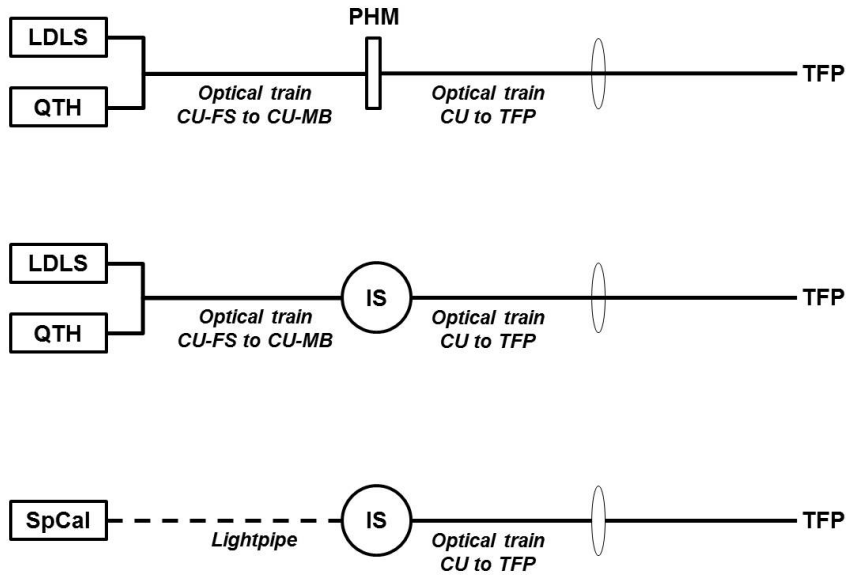 PHM
LDLS
QTH
Optical train
CU-FS to CU-MB
Optical train
CU to TFP
TFP
LDLS
QTH
IS
Optical train
CU-FS to CU-MB
Optical train
CU to TFP
TFP
SpCal
Lightpipe
IS
Optical train
CU to TFP
TFP